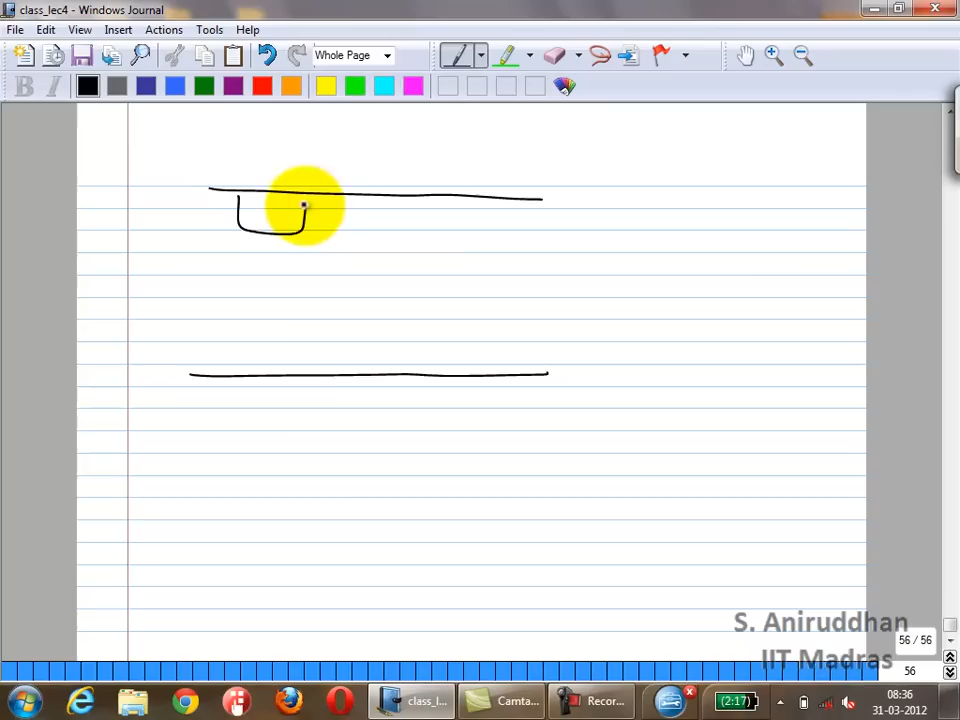 class_lec4 - Windows Journal
File Edit View Insert Actions Tools Help
Whole Page
B I
S. Aniruddhan
IIT Madras
56 / 56
56
class_l... Camta... Recor... (2:17) 08:36
31-03-2012